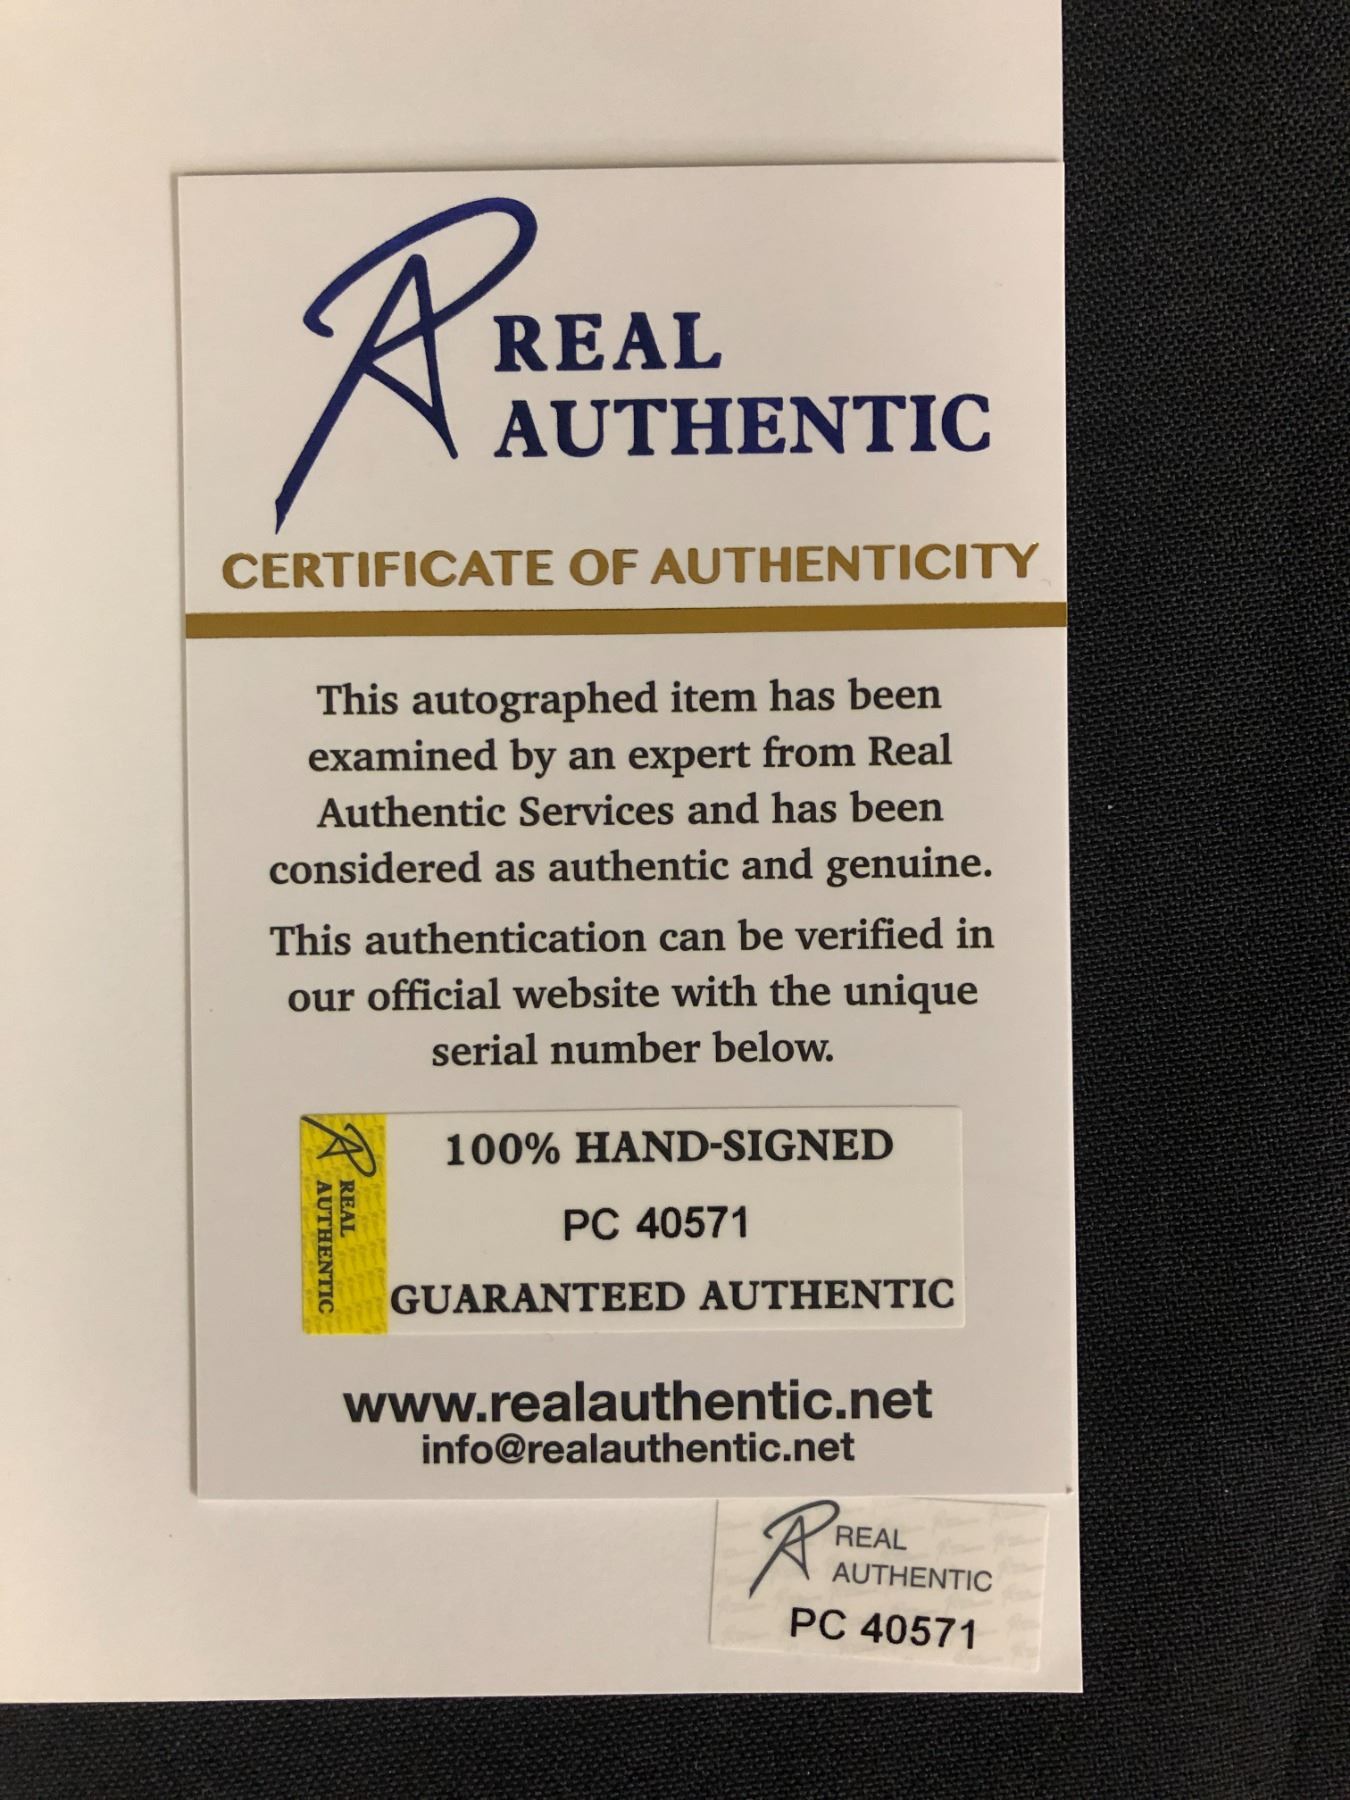 REAL
AUTHENTIC
CERTIFICATE OF AUTHENTICITY
This autographed item has been
examined by an expert from Real
Authentic Services and has been
considered as authentic and genuine.
This authentication can be verified in
our official website with the unique
serial number below.
REAL
AUTHENTIC
100% HAND-SIGNED
PC 40571
GUARANTEED AUTHENTIC
www.realauthentic.net
info@realauthentic.net
REAL
AUTHENTIC
PC 40571